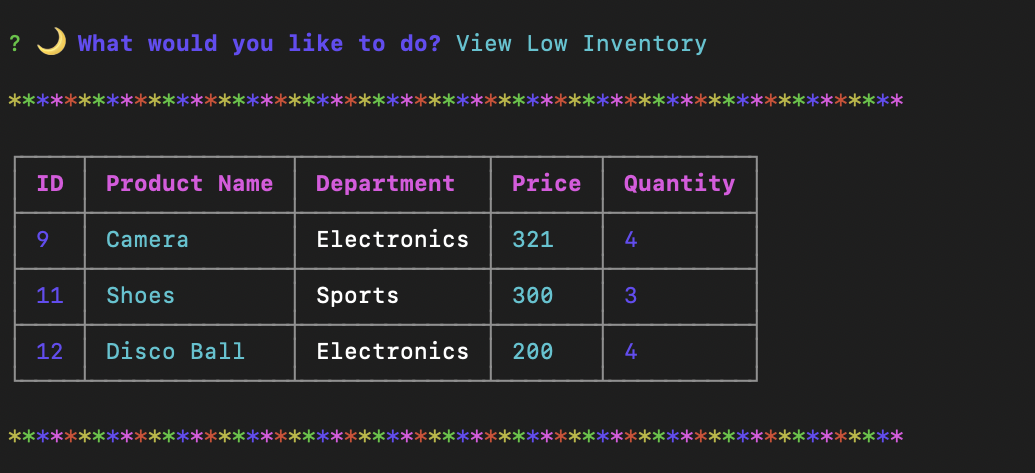 ? 🌙 What would you like to do? View Low Inventory
****************************************************************
ID Product Name Department Price Quantity
9 Camera Electronics 321 4
11 Shoes Sports 300 3
12 Disco Ball Electronics 200 4
****************************************************************